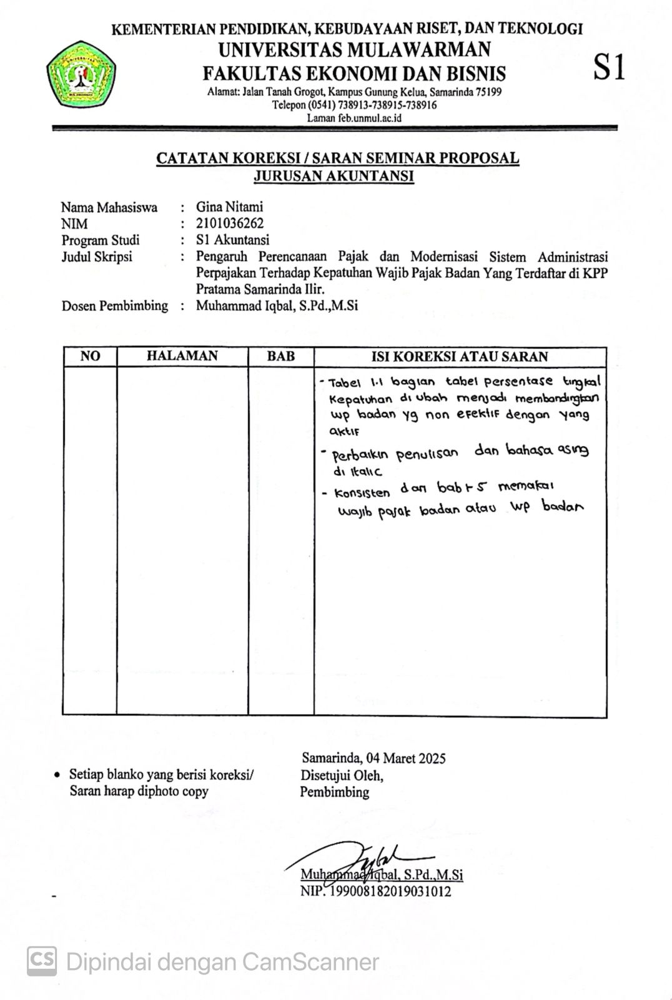 KEMENTERIAN PENDIDIKAN, KEBUDAYAAN RISET, DAN TEKNOLOGI
UNIVERSITAS MULAWARMAN
FAKULTAS EKONOMI DAN BISNIS
S1
Alamat: Jalan Tanah Grogot, Kampus Gunung Kelua, Samarinda 75199
Telepon (0541) 738913-738915-738916
Laman feb.unmul.ac.id
CATATAN KOREKSI / SARAN SEMINAR PROPOSAL
JURUSAN AKUNTANSI
Nama Mahasiswa : Gina Nitami
NIM : 2101036262
Program Studi : S1 Akuntansi
Judul Skripsi : Pengaruh Perencanaan Pajak dan Modernisasi Sistem Administrasi
Perpajakan Terhadap Kepatuhan Wajib Pajak Badan Yang Terdaftar di KPP
Pratama Samarinda Ilir.
Dosen Pembimbing : Muhammad Iqbal, S.Pd.,M.Si
NO HALAMAN BAB ISI KOREKSI ATAU SARAN
- Tabel 1.1 bagian tabel persentase tingkat
Kepatuhan di ubah menjadi membandingkan
wp badan yg non efektif dengan yang
aktif
- perbaikin penulisan dan bahasa asing
di italic
- Konsisten dari bab 1-5 memakai
wajib pajak badan atau WP badan
Samarinda, 04 Maret 2025
• Setiap blanko yang berisi koreksi/
Saran harap diphoto copy
Disetujui Oleh,
Pembimbing
Iqbal
Muhammad Iqbal, S.Pd.,M.Si
NIP. 199008182019031012
-
CS Dipindai dengan CamScanner